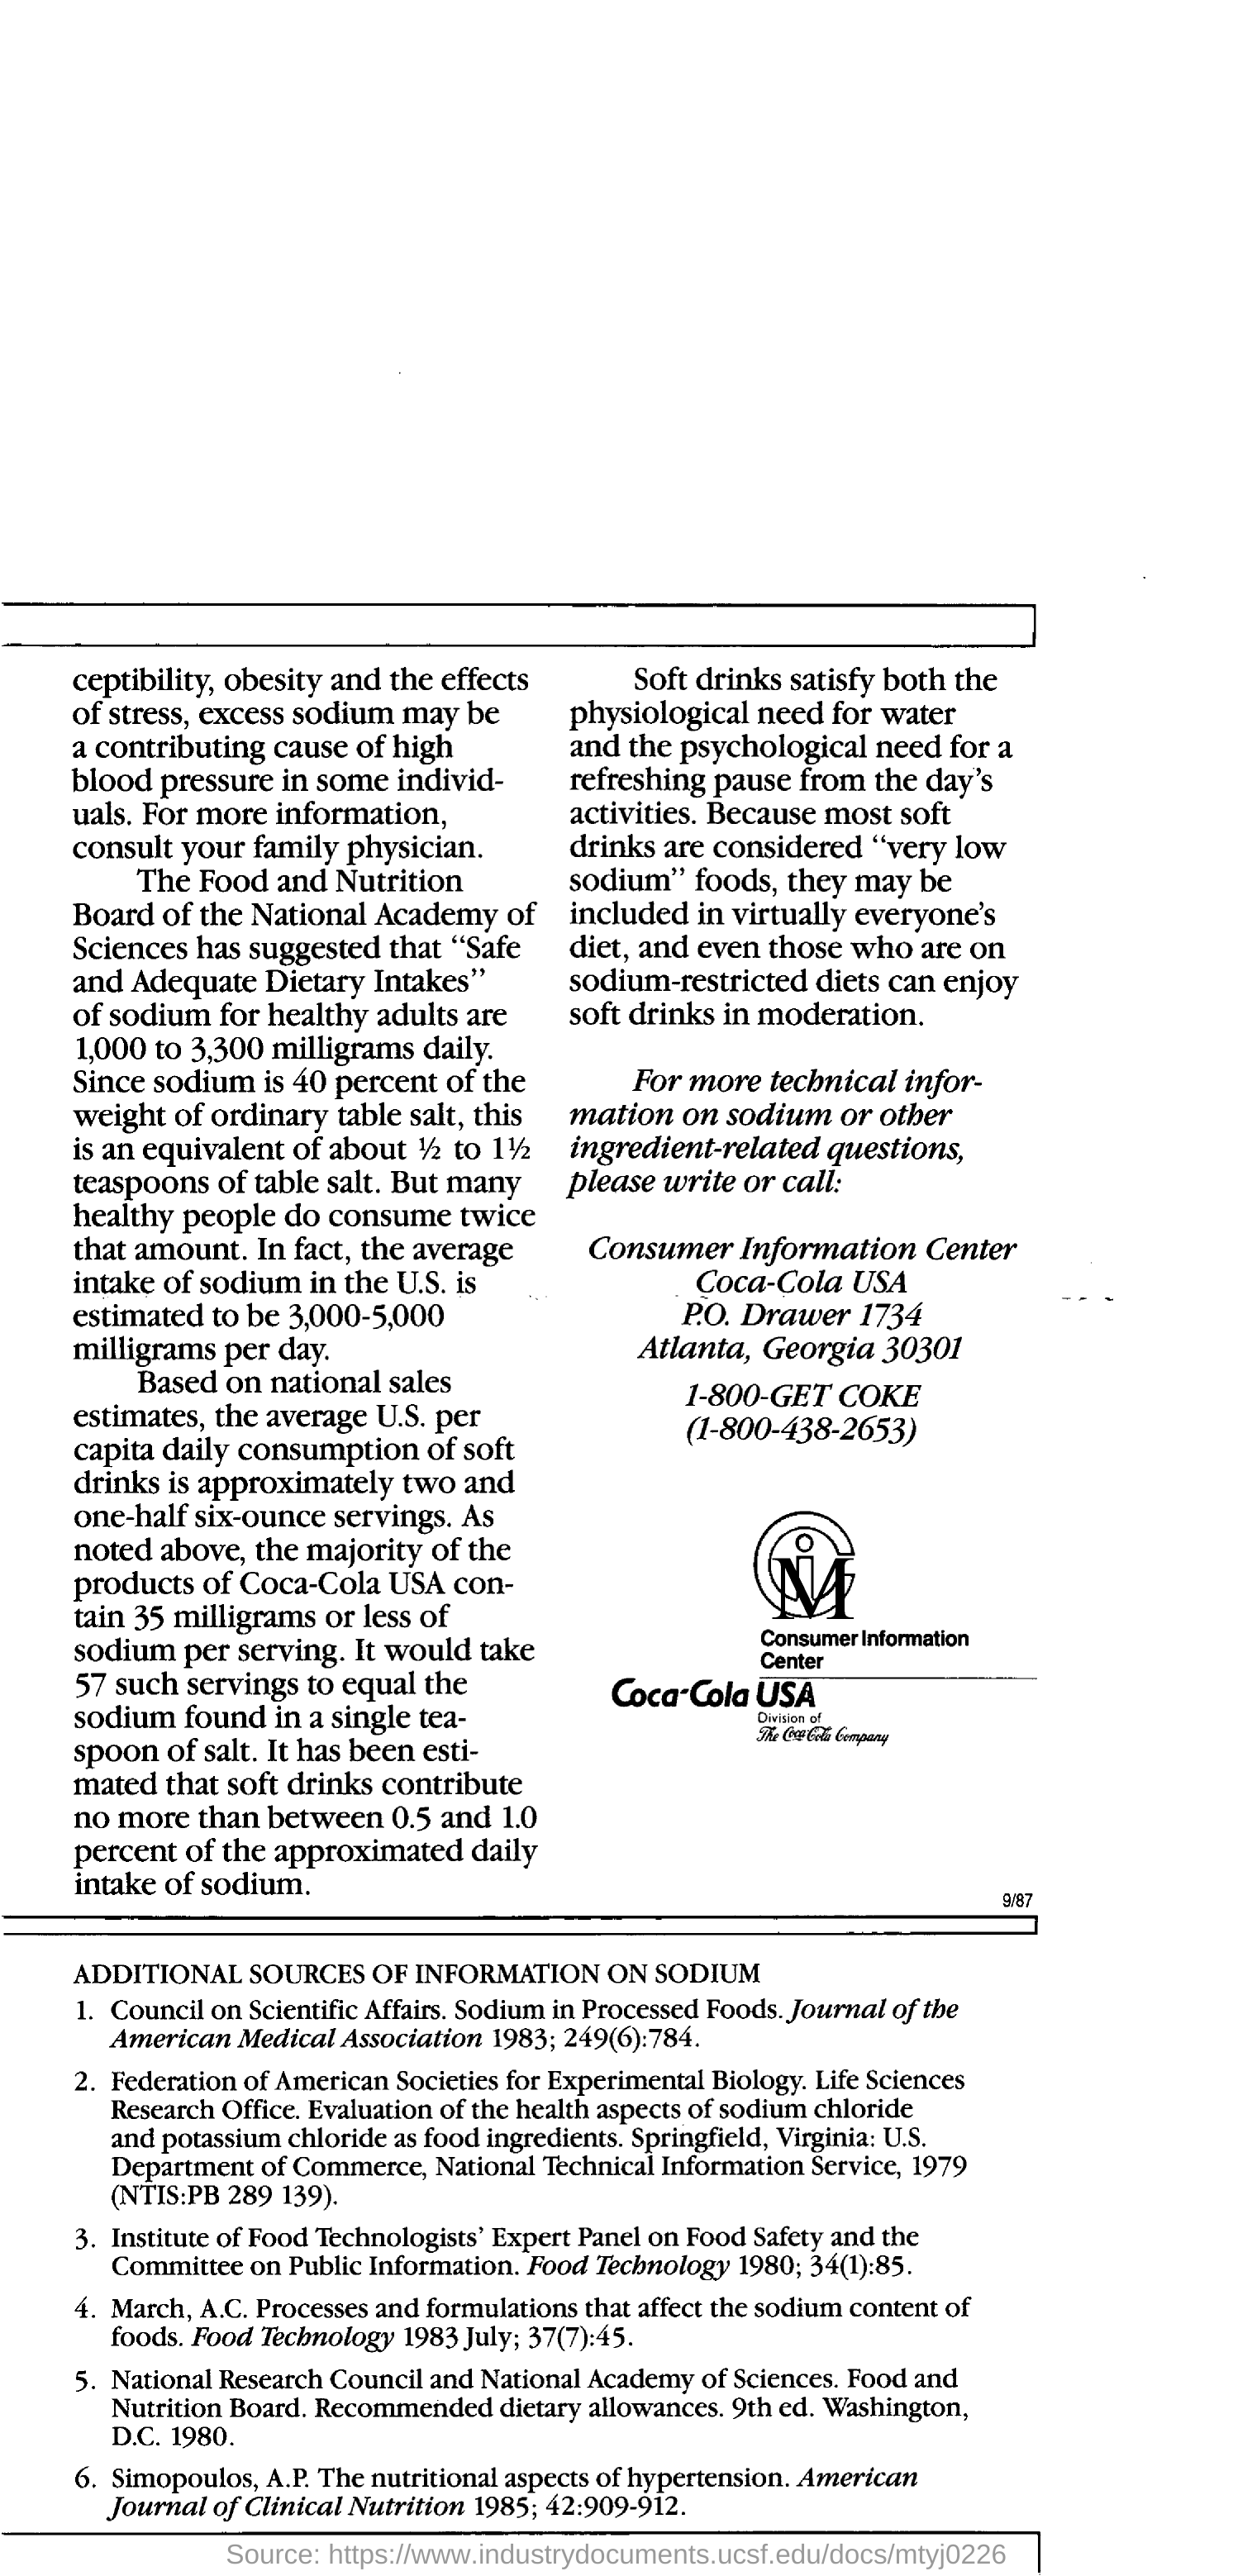 ceptibility, obesity and the effects
of stress, excess sodium may be
a contributing cause of high
blood pressure in some individ-
uals. For more information,
consult your family physician.
The Food and Nutrition
Board of the National Academy of
Sciences has suggested that “Safe
and Adequate Dietary Intakes”
of sodium for healthy adults are
1,000 to 3,300 milligrams daily.
Since sodium is 40 percent of the
weight of ordinary table salt, this
is an equivalent of about ½ to 1½
teaspoons of table salt. But many
healthy people do consume twice
that amount. In fact, the average
intake of sodium in the U.S. is
estimated to be 3,000-5,000
milligrams per day.
Based on national sales
estimates, the average U.S. per
capita daily consumption of soft
drinks is approximately two and
one-half six-ounce servings. As
noted above, the majority of the
products of Coca-Cola USA con-
tain 35 milligrams or less of
sodium per serving. It would take
57 such servings to equal the
sodium found in a single tea-
spoon of salt. It has been esti-
mated that soft drinks contribute
no more than between 0.5 and 1.0
percent of the approximated daily
intake of sodium.
Soft drinks satisfy both the
physiological need for water
and the psychological need for a
refreshing pause from the day’s
activities. Because most soft
drinks are considered “very low
sodium” foods, they may be
included in virtually everyone’s
diet, and even those who are on
sodium-restricted diets can enjoy
soft drinks in moderation.
For more technical infor-
mation on sodium or other
ingredient-related questions,
please write or call:
Consumer Information Center
Coca-Cola USA
P.O. Drawer 1734
Atlanta, Georgia 30301
1-800-GET COKE
(1-800-438-2653)
Consumer Information
Center
Coca-Cola USA
Division of
The Coca-Cola Company
9/87
ADDITIONAL SOURCES OF INFORMATION ON SODIUM
1. Council on Scientific Affairs. Sodium in Processed Foods. Journal of the
American Medical Association 1983; 249(6):784.
2. Federation of American Societies for Experimental Biology. Life Sciences
Research Office. Evaluation of the health aspects of sodium chloride
and potassium chloride as food ingredients. Springfield, Virginia: U.S.
Department of Commerce, National Technical Information Service, 1979
(NTIS:PB 289 139).
3. Institute of Food Technologists’ Expert Panel on Food Safety and the
Committee on Public Information. Food Technology 1980; 34(1):85.
4. March, A.C. Processes and formulations that affect the sodium content of
foods. Food Technology 1983 July; 37(7):45.
5. National Research Council and National Academy of Sciences. Food and
Nutrition Board. Recommended dietary allowances. 9th ed. Washington,
D.C. 1980.
6. Simopoulos, A.P. The nutritional aspects of hypertension. American
Journal of Clinical Nutrition 1985; 42:909-912.
Source: https://www.industrydocuments.ucsf.edu/docs/mtyj0226